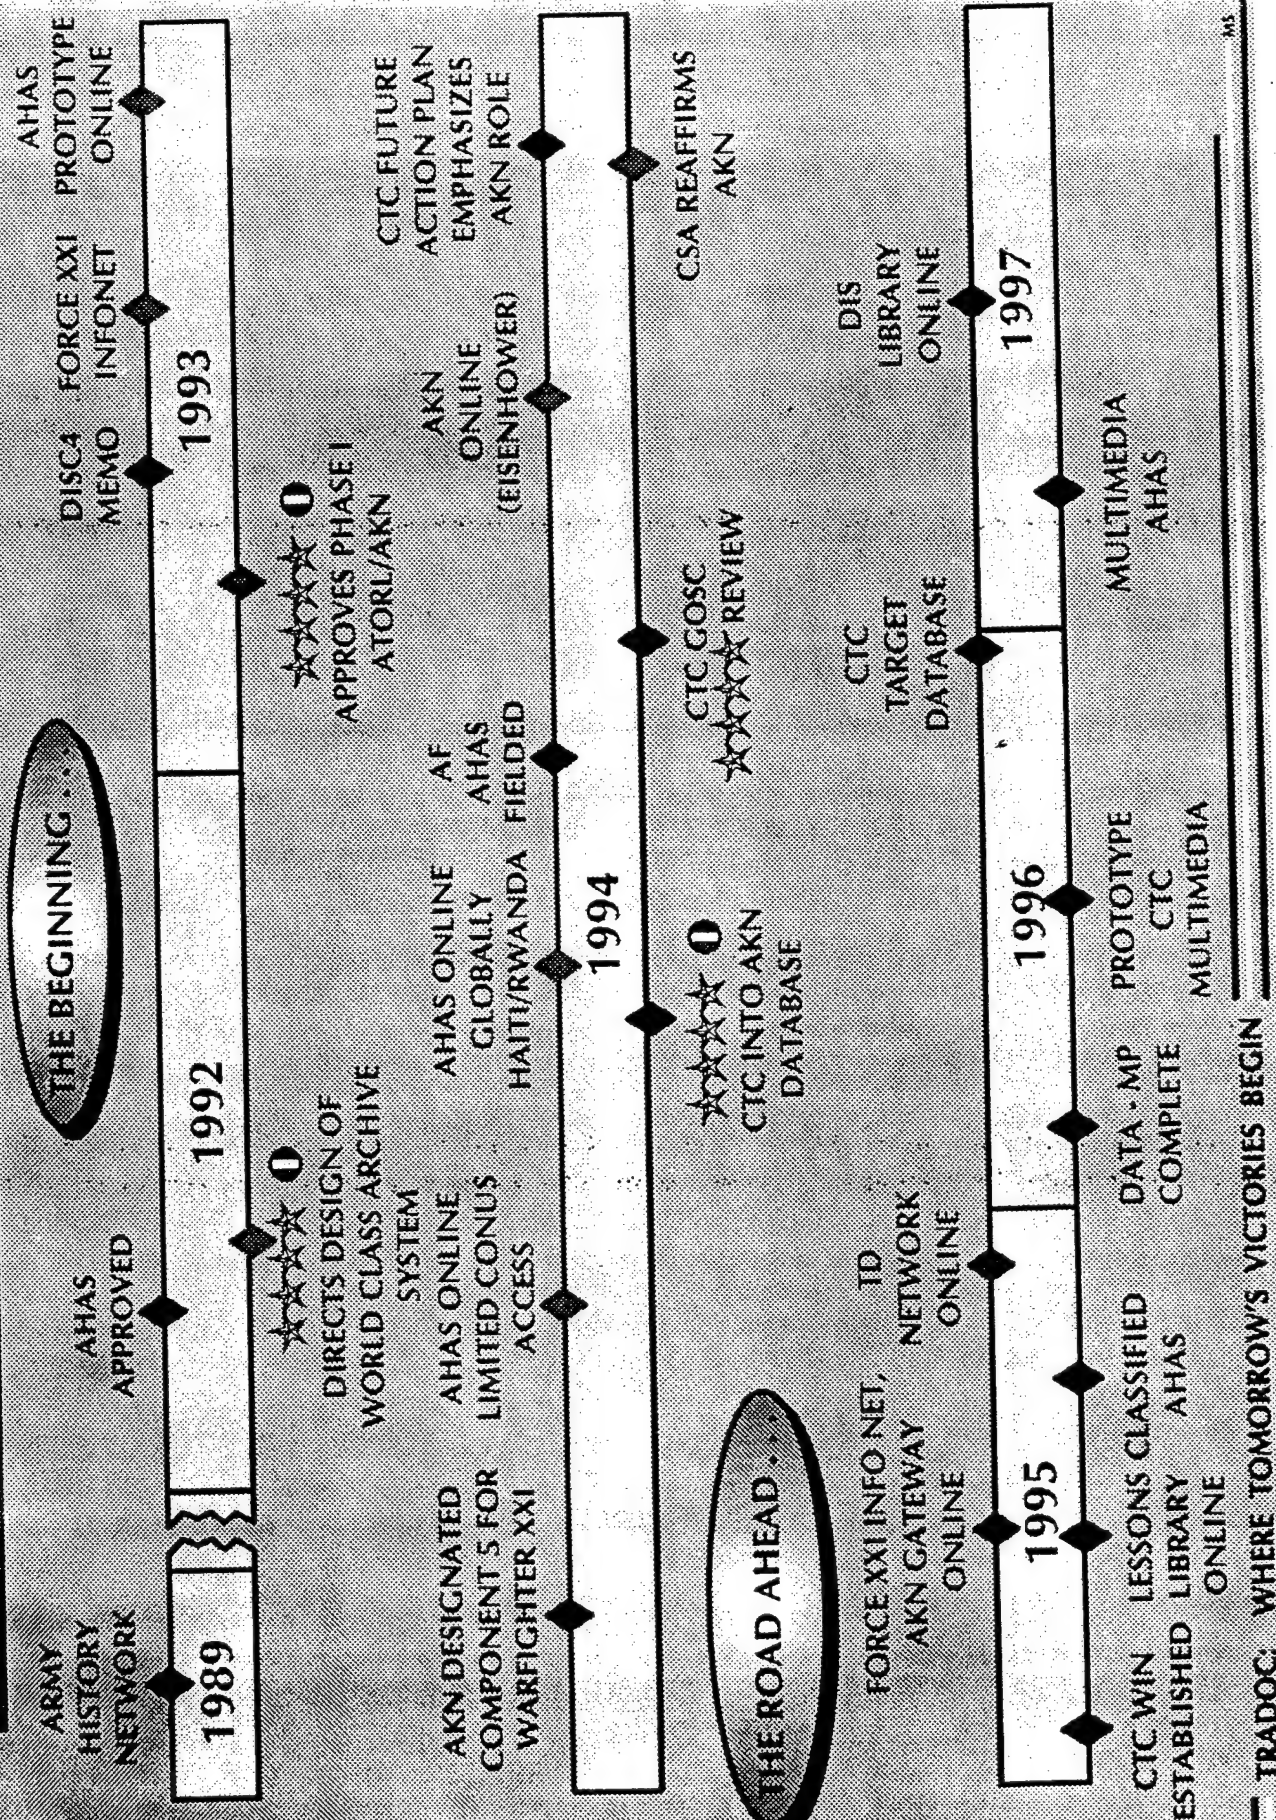 THE BEGINNING . . .
ARMY
HISTORY
NETWORK
AHAS
APPROVED
DISC4
MEMO
FORCE XXI
INFONET
AHAS
PROTOTYPE
ONLINE
1989
1992
1993
DIRECTS DESIGN OF
WORLD CLASS ARCHIVE
SYSTEM
APPROVES PHASE I
ATORL/AKN
AKN DESIGNATED
COMPONENT 5 FOR
WARFIGHTER XXI
AHAS ONLINE
LIMITED CONUS
ACCESS
AHAS ONLINE
GLOBALLY
HAITI/RWANDA
AF
AHAS
FIELDED
AKN
ONLINE
(EISENHOWER)
CTC FUTURE
ACTION PLAN
EMPHASIZES
AKN ROLE
1994
CTC INTO AKN
DATABASE
CTC GOSC
REVIEW
CSA REAFFIRMS
AKN
THE ROAD AHEAD . . .
FORCE XXI INFO NET,
AKN GATEWAY
ONLINE
TD
NETWORK
ONLINE
CTC
TARGET
DATABASE
DIS
LIBRARY
ONLINE
1995
1996
1997
CTC WIN
ESTABLISHED
LESSONS
LIBRARY
ONLINE
CLASSIFIED
AHAS
DATA - MP
COMPLETE
PROTOTYPE
CTC
MULTIMEDIA
MULTIMEDIA
AHAS
TRADOC: WHERE TOMORROW'S VICTORIES BEGIN
MS